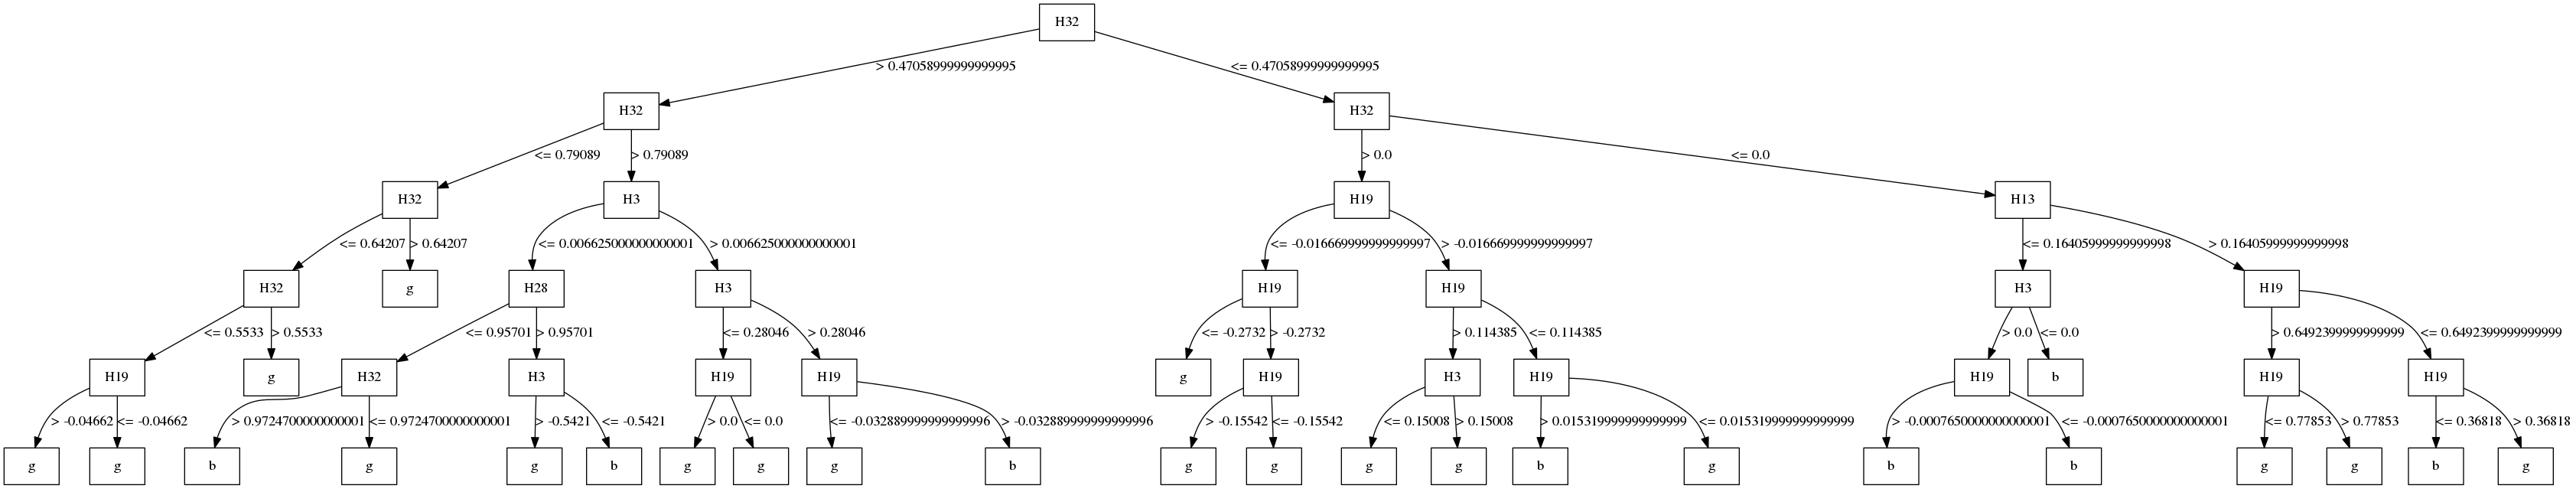 H32
> 0.47058999999999995 <= 0.47058999999999995
H32 H32
<= 0.79089 > 0.79089 > 0.0 <= 0.0
H32 H3 H19 H13
<= 0.64207 > 0.64207 <= 0.006625000000000001 > 0.006625000000000001 <= -0.016669999999999997 > -0.016669999999999997 <= 0.16405999999999998 > 0.16405999999999998
H32 g H28 H3 H19 H19 H3 H19
<= 0.5533 > 0.5533 <= 0.95701 > 0.95701 <= 0.28046 > 0.28046 <= -0.2732 > -0.2732 > 0.114385 <= 0.114385 > 0.0 <= 0.0 > 0.6492399999999999 <= 0.6492399999999999
H19 g H32 H3 H19 H19 g H19 H3 H19 H19 b H19 H19
> -0.04662 <= -0.04662 > 0.9724700000000001 <= 0.9724700000000001 > -0.5421 <= -0.5421 > 0.0 <= 0.0 <= -0.032889999999999996 > -0.032889999999999996 > -0.15542 <= -0.15542 <= 0.15008 > 0.15008 > 0.015319999999999999 <= 0.015319999999999999 > -0.0007650000000000001 <= -0.0007650000000000001 <= 0.77853 > 0.77853 <= 0.36818 > 0.36818
g g b g g b g g g b g g g g b g b b g g b g